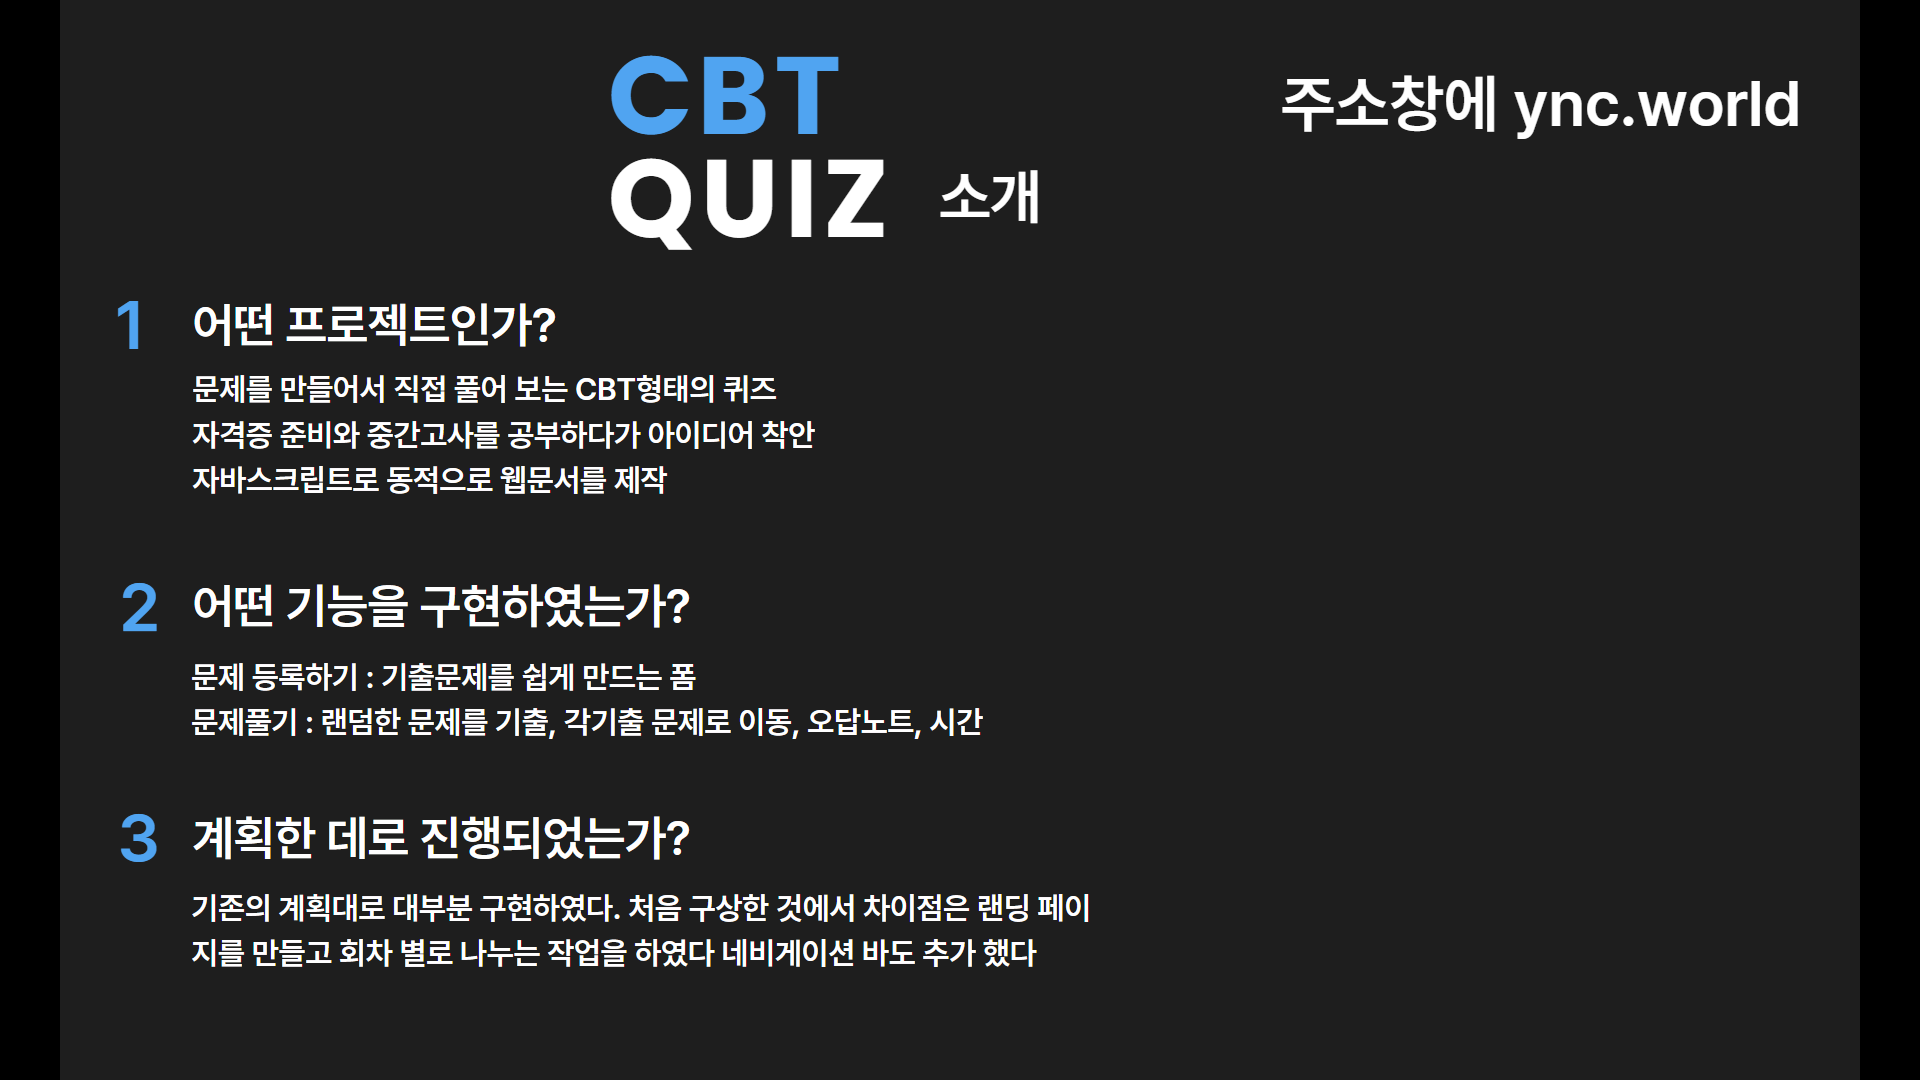 CBT
QUIZ 소개
주소창에 ync.world
1 어떤 프로젝트인가?
문제를 만들어서 직접 풀어 보는 CBT형태의 퀴즈
자격증 준비와 중간고사를 공부하다가 아이디어 착안
자바스크립트로 동적으로 웹문서를 제작
2 어떤 기능을 구현하였는가?
문제 등록하기 : 기출문제를 쉽게 만드는 폼
문제풀기 : 랜덤한 문제를 기출, 각기출 문제로 이동, 오답노트, 시간
3 계획한 데로 진행되었는가?
기존의 계획대로 대부분 구현하였다. 처음 구상한 것에서 차이점은 랜딩 페이
지를 만들고 회차 별로 나누는 작업을 하였다 네비게이션 바도 추가 했다